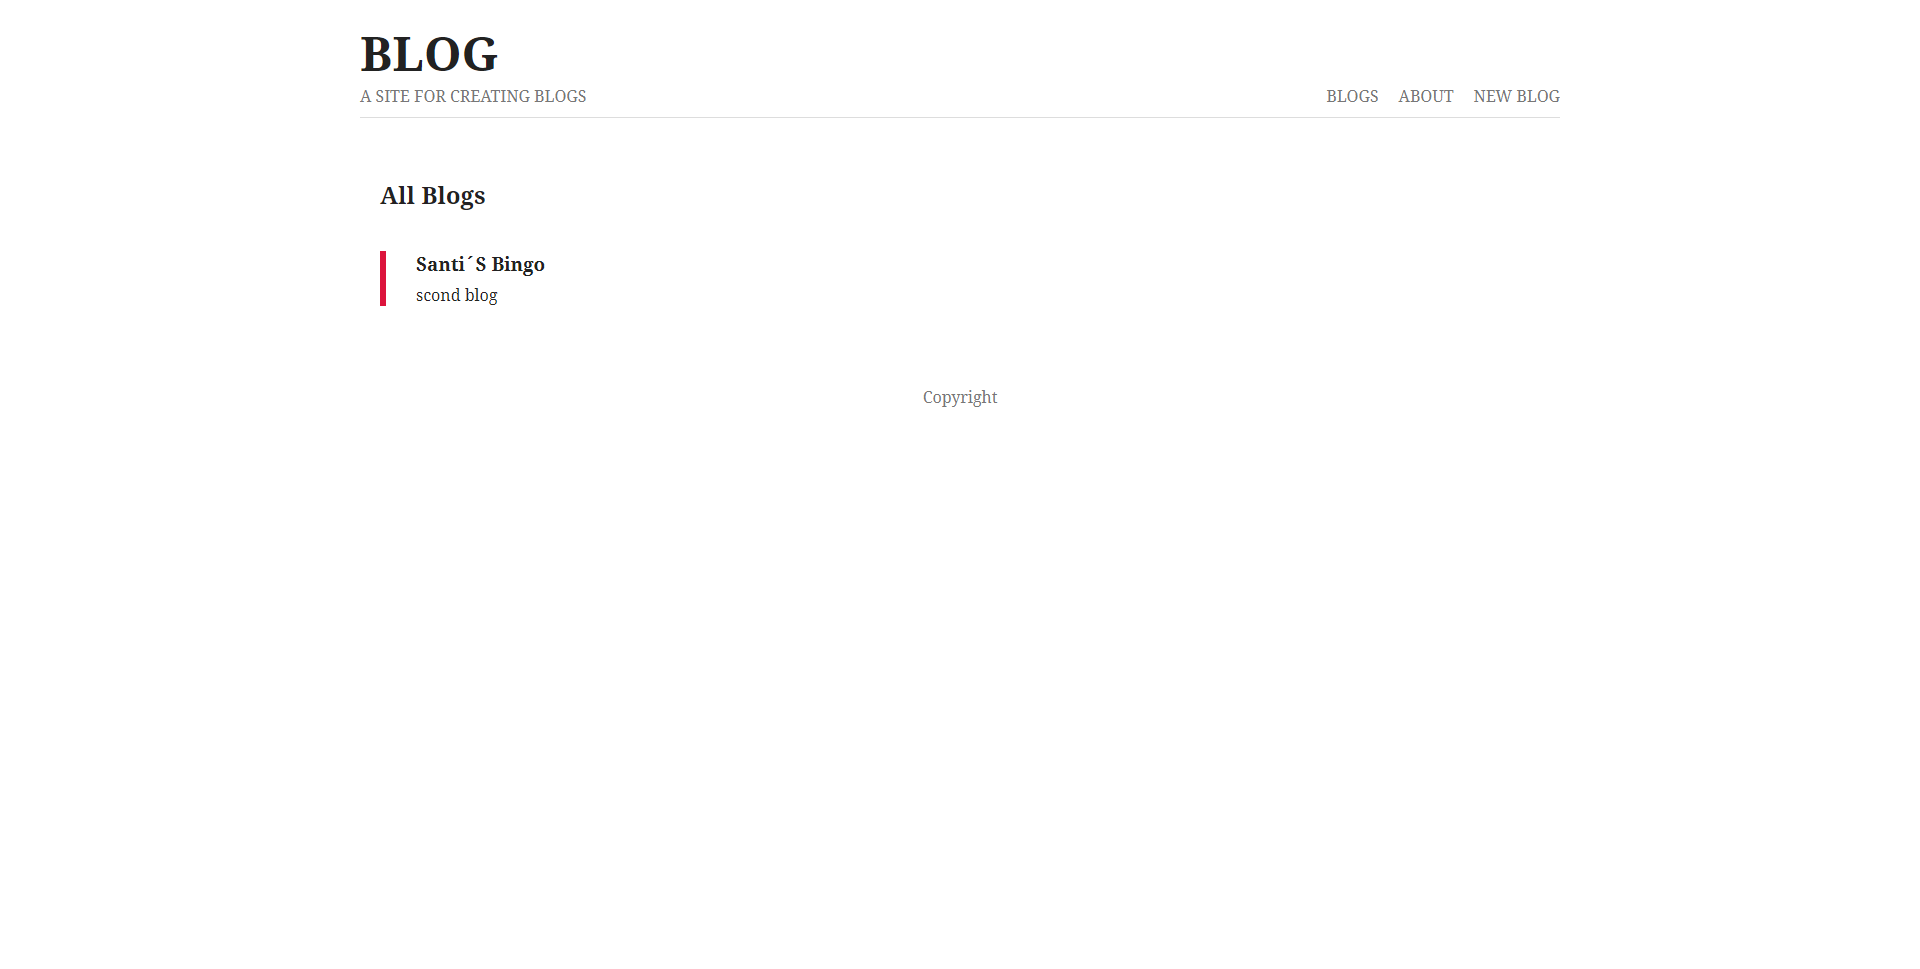 BLOG
A SITE FOR CREATING BLOGS
BLOGS ABOUT NEW BLOG
All Blogs
Santi´S Bingo
scond blog
Copyright